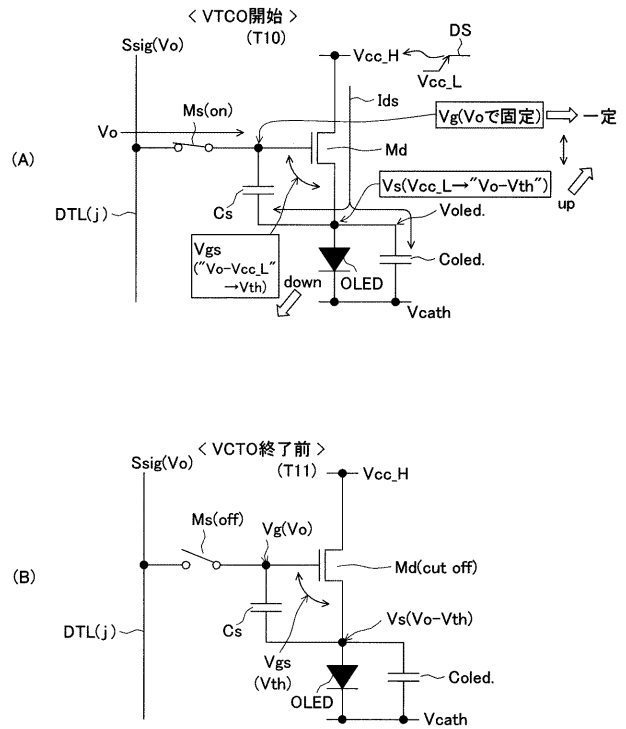 < VTCO開始 >
(T10)
Ssig(Vo)
DS
Vcc_H
Vcc_L
Ms(on)
Ids
Vo
Vg(Voで固定)
一定
(A)
Md
Vs(Vcc_L→"Vo−Vth")
up
Cs
DTL(j)
Voled.
Vgs
("Vo−Vcc_L"
→Vth)
down
OLED
Coled.
Vcath
< VCTO終了前 >
(T11)
Ssig(Vo)
Vcc_H
Ms(off)
Vg(Vo)
(B)
Md(cut off)
Cs
Vs(Vo−Vth)
DTL(j)
Vgs
(Vth)
OLED
Coled.
Vcath